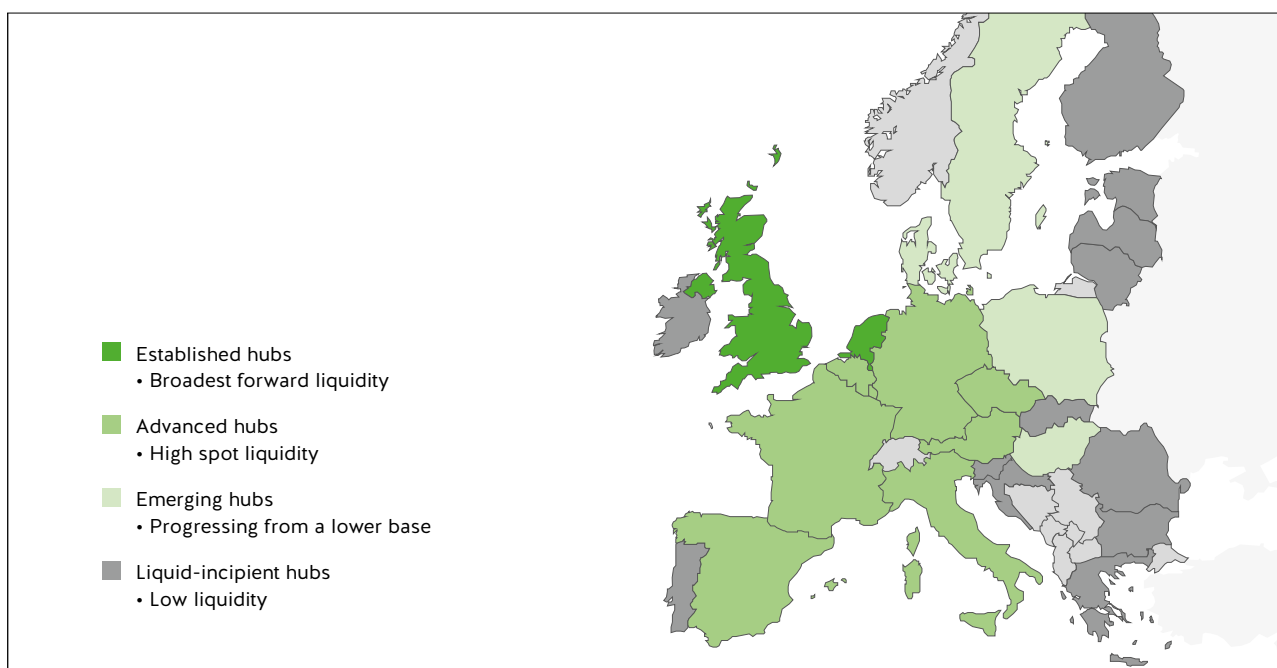 Established hubs
• Broadest forward liquidity
Advanced hubs
• High spot liquidity
Emerging hubs
• Progressing from a lower base
Liquid-incipient hubs
• Low liquidity